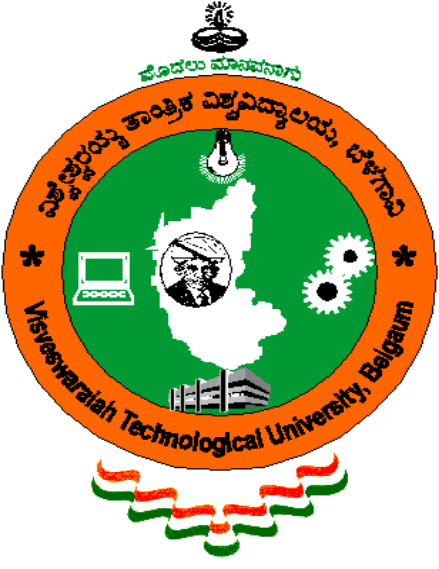 ಮೊದಲು ಮಾನವನಾಗು
ವಿಶ್ವೇಶ್ವರಯ್ಯ ತಾಂತ್ರಿಕ ವಿಶ್ವವಿದ್ಯಾಲಯ, ಬೆಳಗಾವಿ
Visveswaraiah Technological University, Belgaum